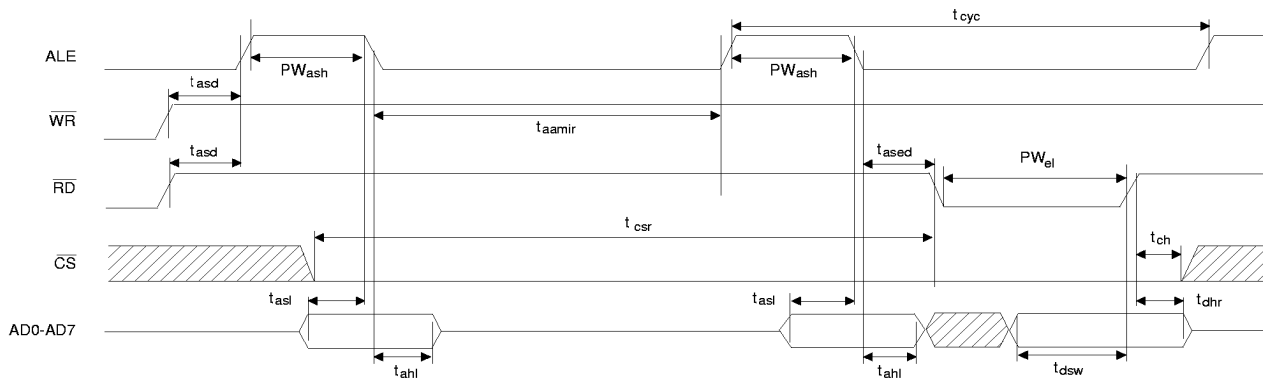 t cyc
ALE
PWash
PWash
tasd
WR
taamir
tasd
tased
PWel
RD
t csr
tch
CS
tasl
tasl
tdhr
AD0-AD7
tahl
tahl
tdsw